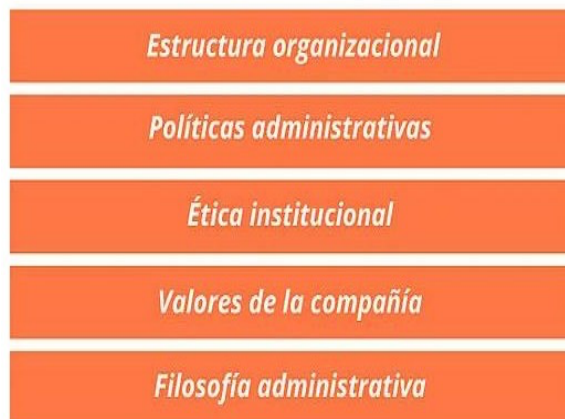 Estructura organizacional
Políticas administrativas
Ética institucional
Valores de la compañía
Filosofía administrativa